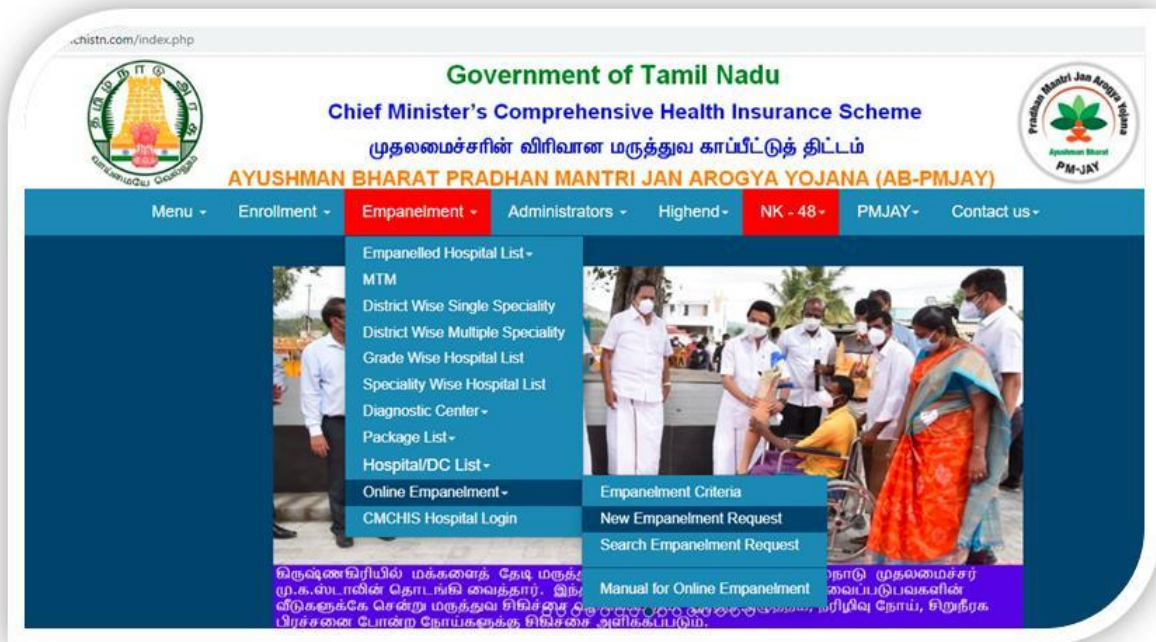 chistn.com/index.php
Government of Tamil Nadu
Chief Minister's Comprehensive Health Insurance Scheme
முதலமைச்சரின் விரிவான மருத்துவ காப்பீட்டுத் திட்டம்
AYUSHMAN BHARAT PRADHAN MANTRI JAN AROGYA YOJANA (AB-PMJAY)
தமிழ்நாடு அரசு
வாய்மையே வெல்லும்
Pradhan Mantri Jan Arogya Yojana
Ayushman Bharat
PM-JAY
Menu Enrollment Empanelment Administrators Highend NK - 48 PMJAY Contact us
Empanelled Hospital List
MTM
District Wise Single Speciality
District Wise Multiple Speciality
Grade Wise Hospital List
Speciality Wise Hospital List
Diagnostic Center
Package List
Hospital/DC List
Online Empanelment
CMCHIS Hospital Login
Empanelment Criteria
New Empanelment Request
Search Empanelment Request
Manual for Online Empanelment
கிருஷ்ணகிரியில் மக்களைத் தேடி முதலமைச்சர்
மு.க.ஸ்டாலின் தொடங்கி வைத்தார்.
வீடுகளுக்கே சென்று மருத்துவ சிகிச்சை நோய், சிறுநீரக
பிரச்சனை போன்ற நோய்களுக்கு சிகிச்சை அளிக்கப்படும்.